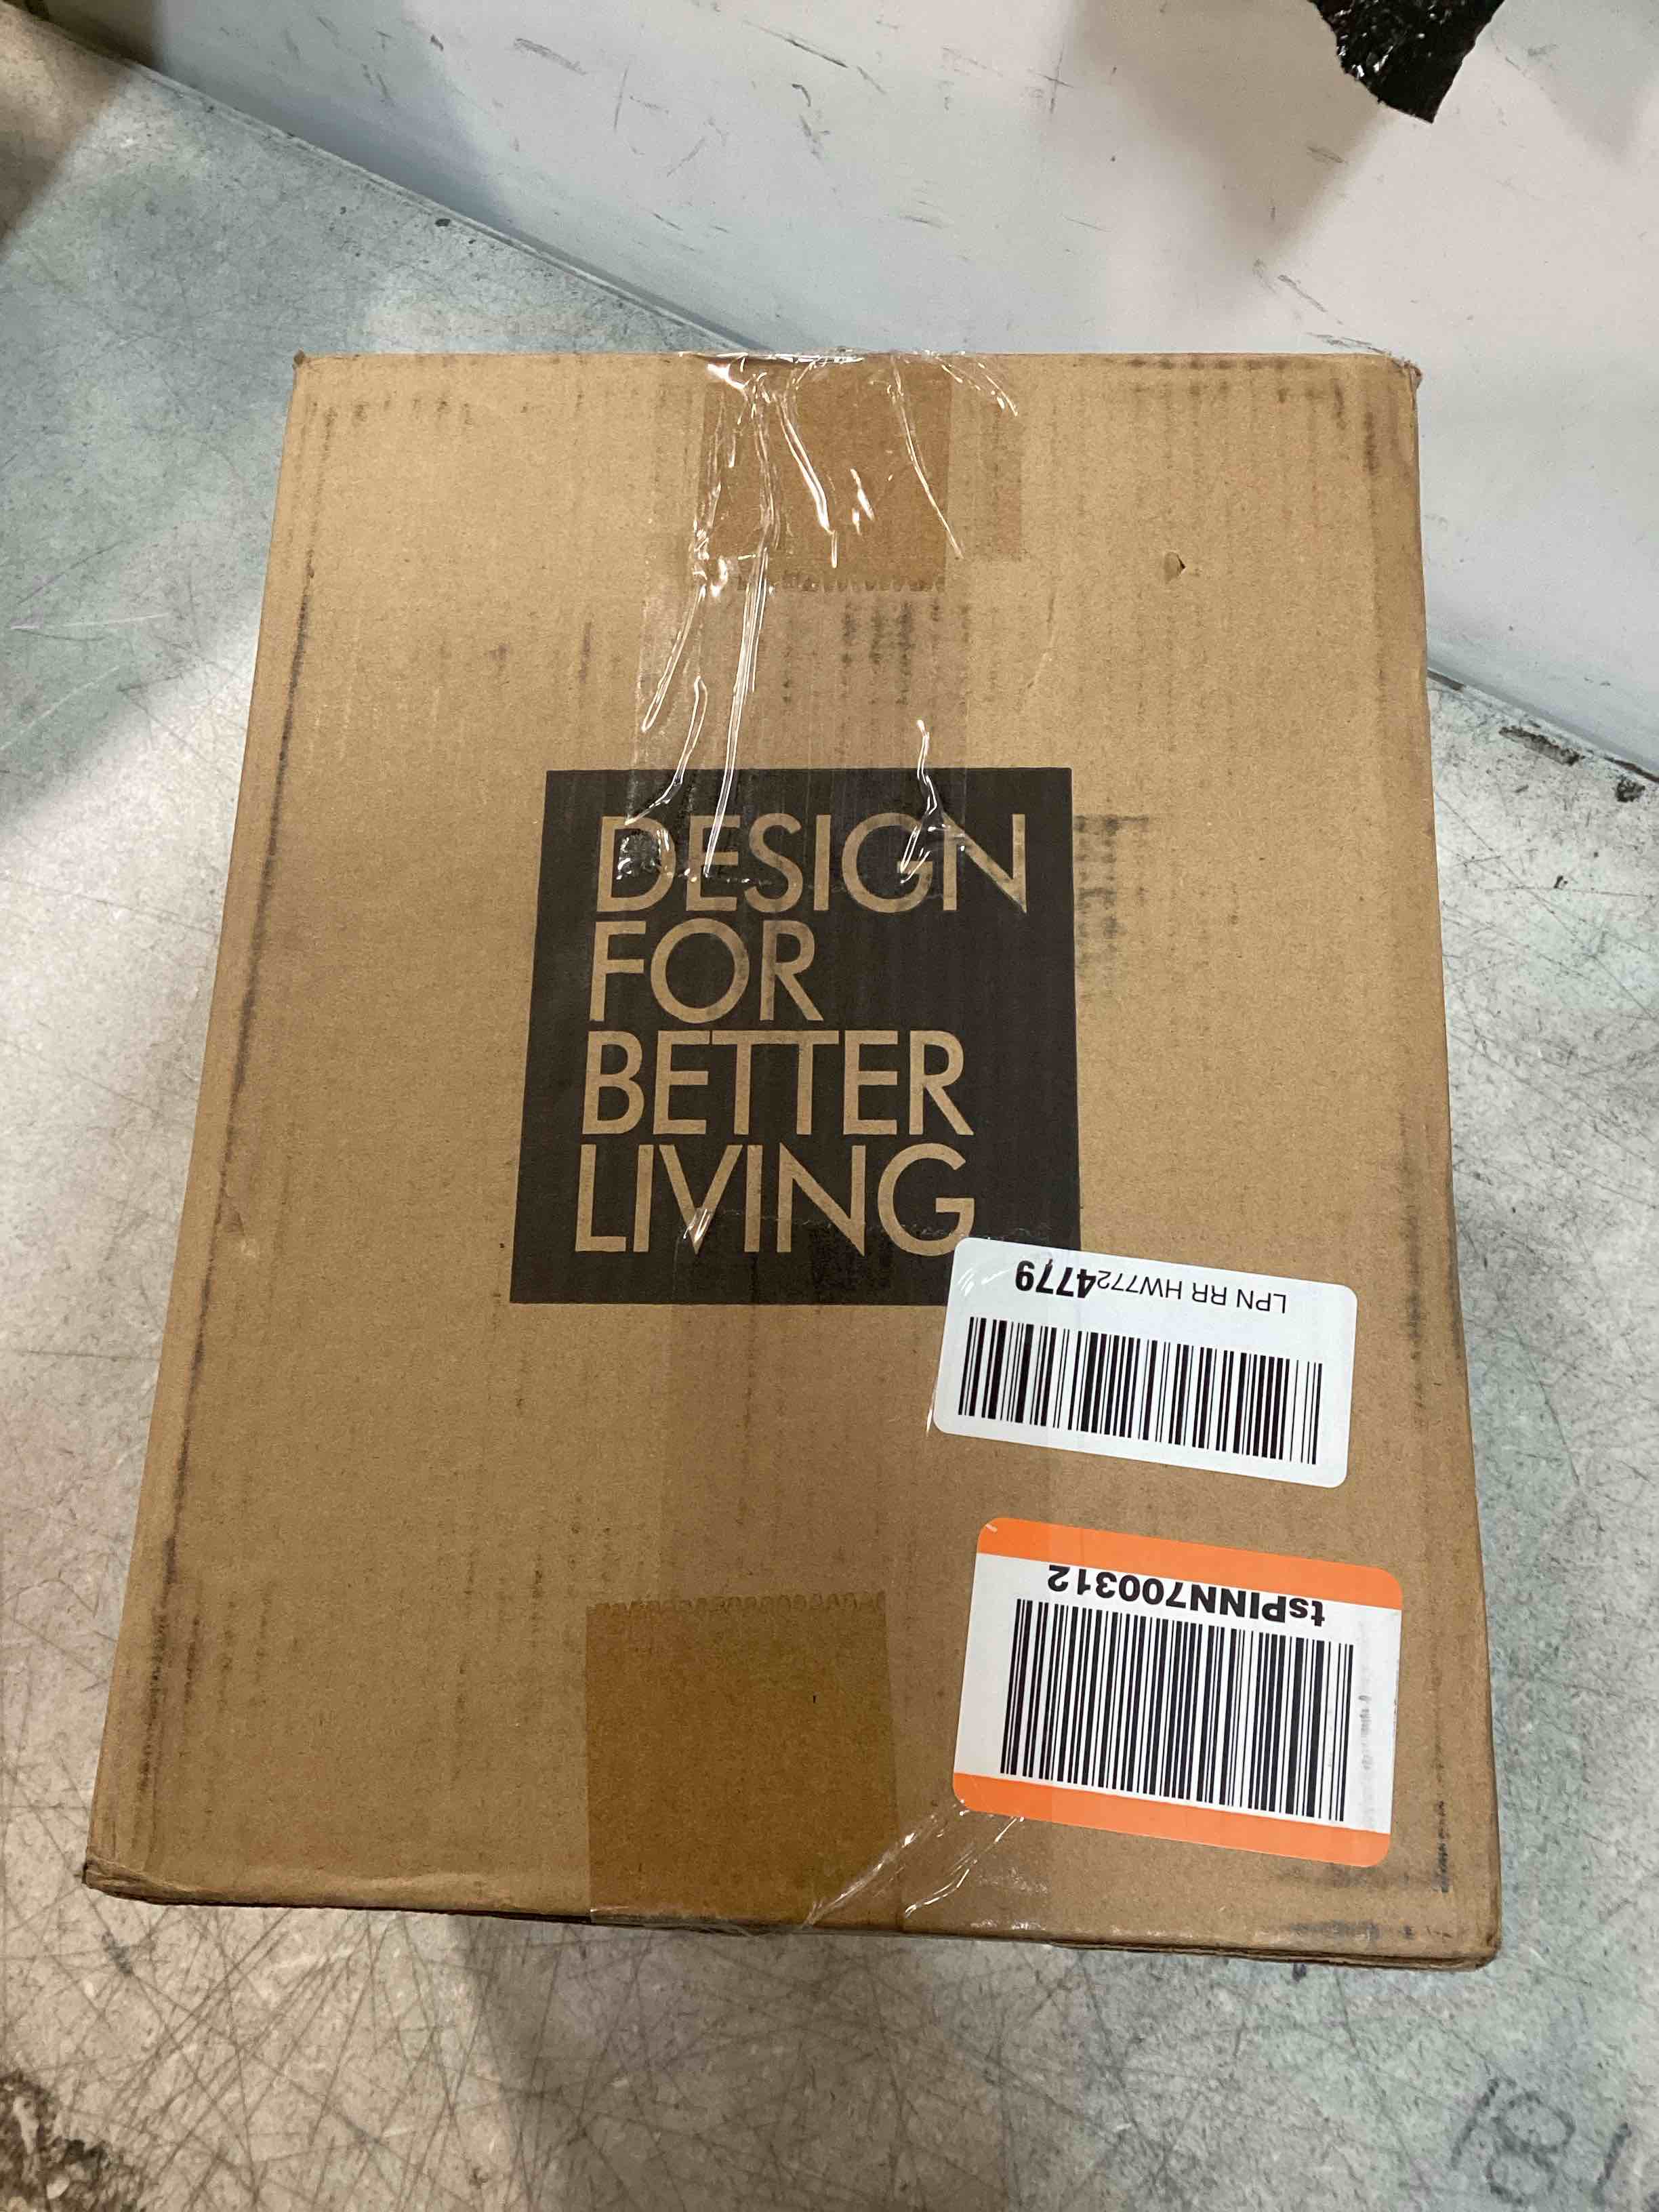 DESIGN
FOR
BETTER
LIVING
LPN RR HW7724779
tsPINN700312